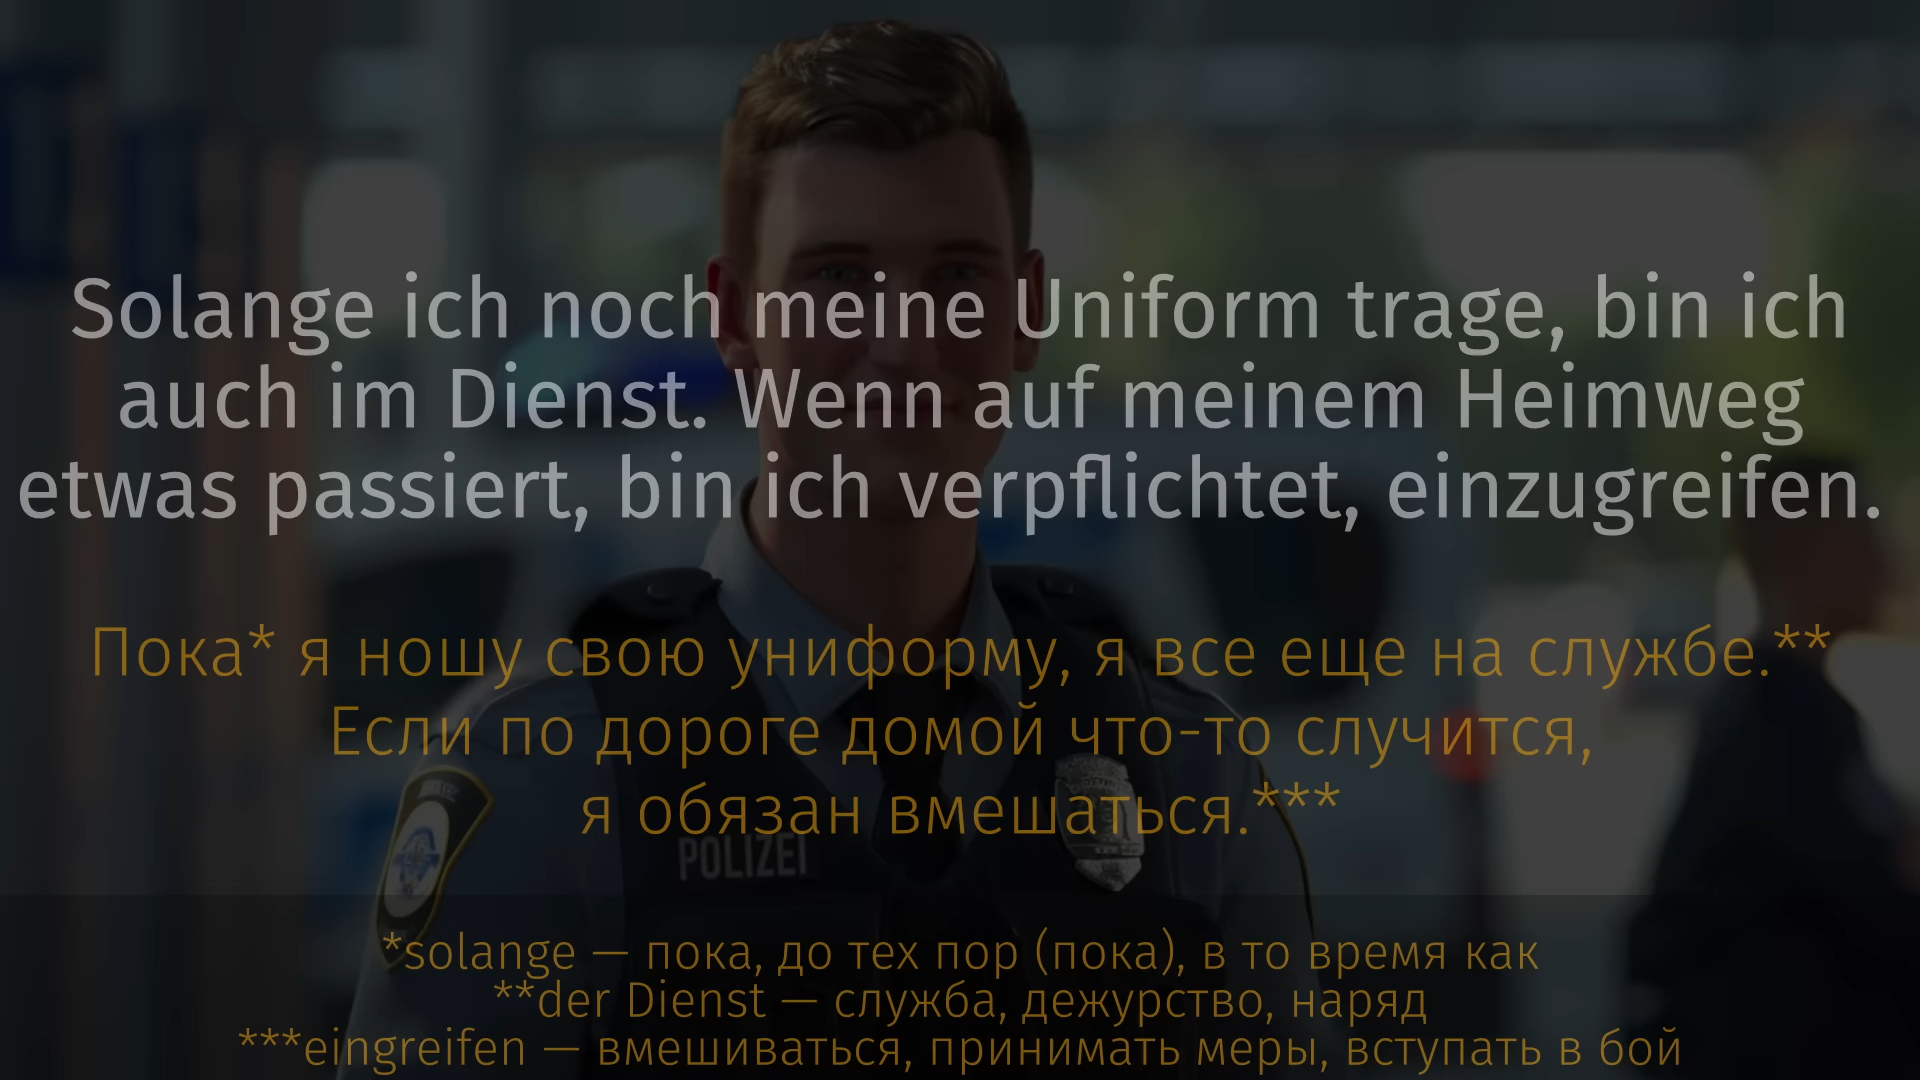 Solange ich noch meine Uniform trage, bin ich
auch im Dienst. Wenn auf meinem Heimweg
etwas passiert, bin ich verpflichtet, einzugreifen.
Пока* я ношу свою униформу, я все еще на службе.**
Если по дороге домой что-то случится,
я обязан вмешаться.***
POLIZEI
*solange — пока, до тех пор (пока), в то время как
**der Dienst — служба, дежурство, наряд
***eingreifen — вмешиваться, принимать меры, вступать в бой